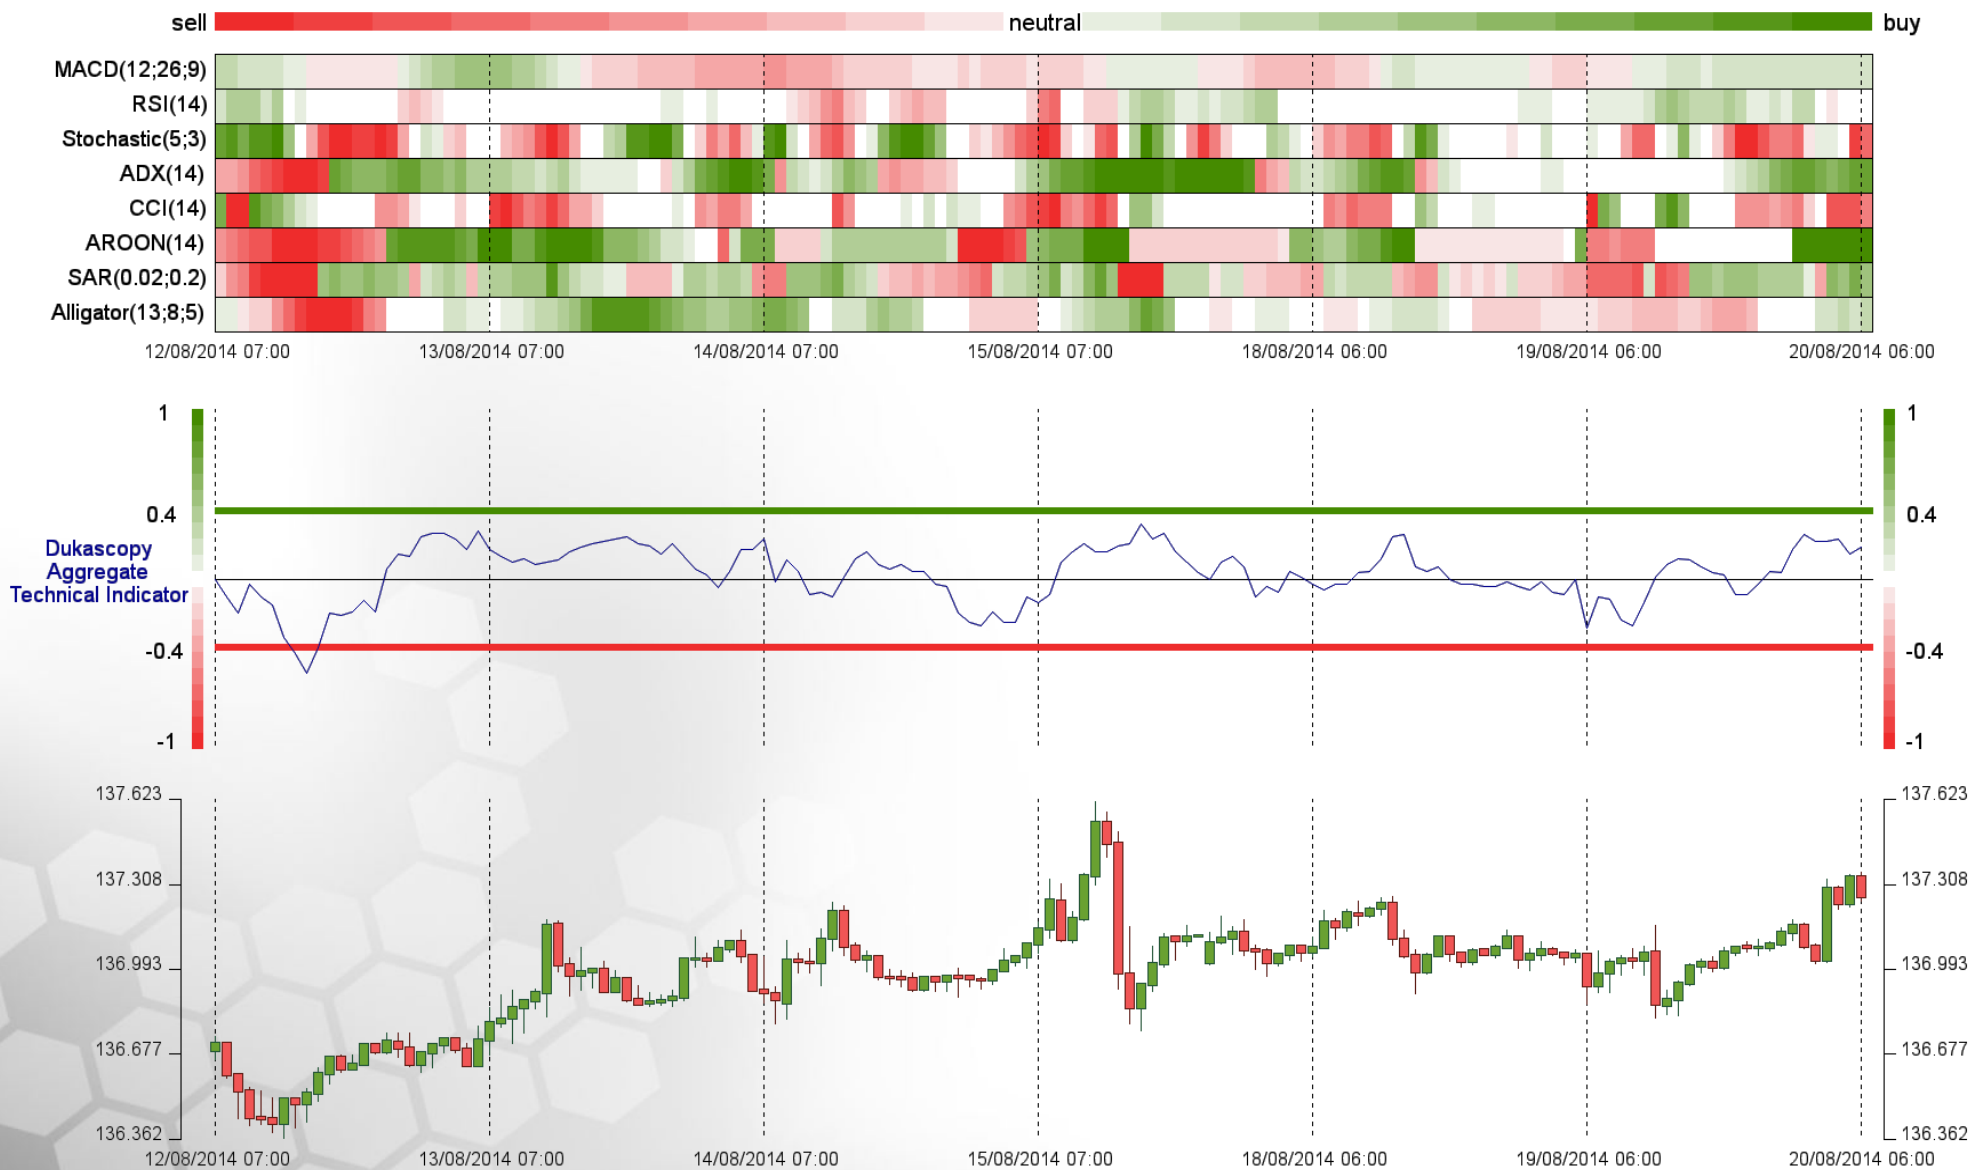 sell neutral buy
MACD(12;26;9)
RSI(14)
Stochastic(5;3)
ADX(14)
CCI(14)
AROON(14)
SAR(0.02;0.2)
Alligator(13;8;5)
12/08/2014 07:00 13/08/2014 07:00 14/08/2014 07:00 15/08/2014 07:00 18/08/2014 06:00 19/08/2014 06:00 20/08/2014 06:00
1 1
0.4 0.4
Dukascopy
Aggregate
Technical Indicator
-0.4 -0.4
-1 -1
137.623 137.623
137.308 137.308
136.993 136.993
136.677 136.677
136.362 136.362
12/08/2014 07:00 13/08/2014 07:00 14/08/2014 07:00 15/08/2014 07:00 18/08/2014 06:00 19/08/2014 06:00 20/08/2014 06:00